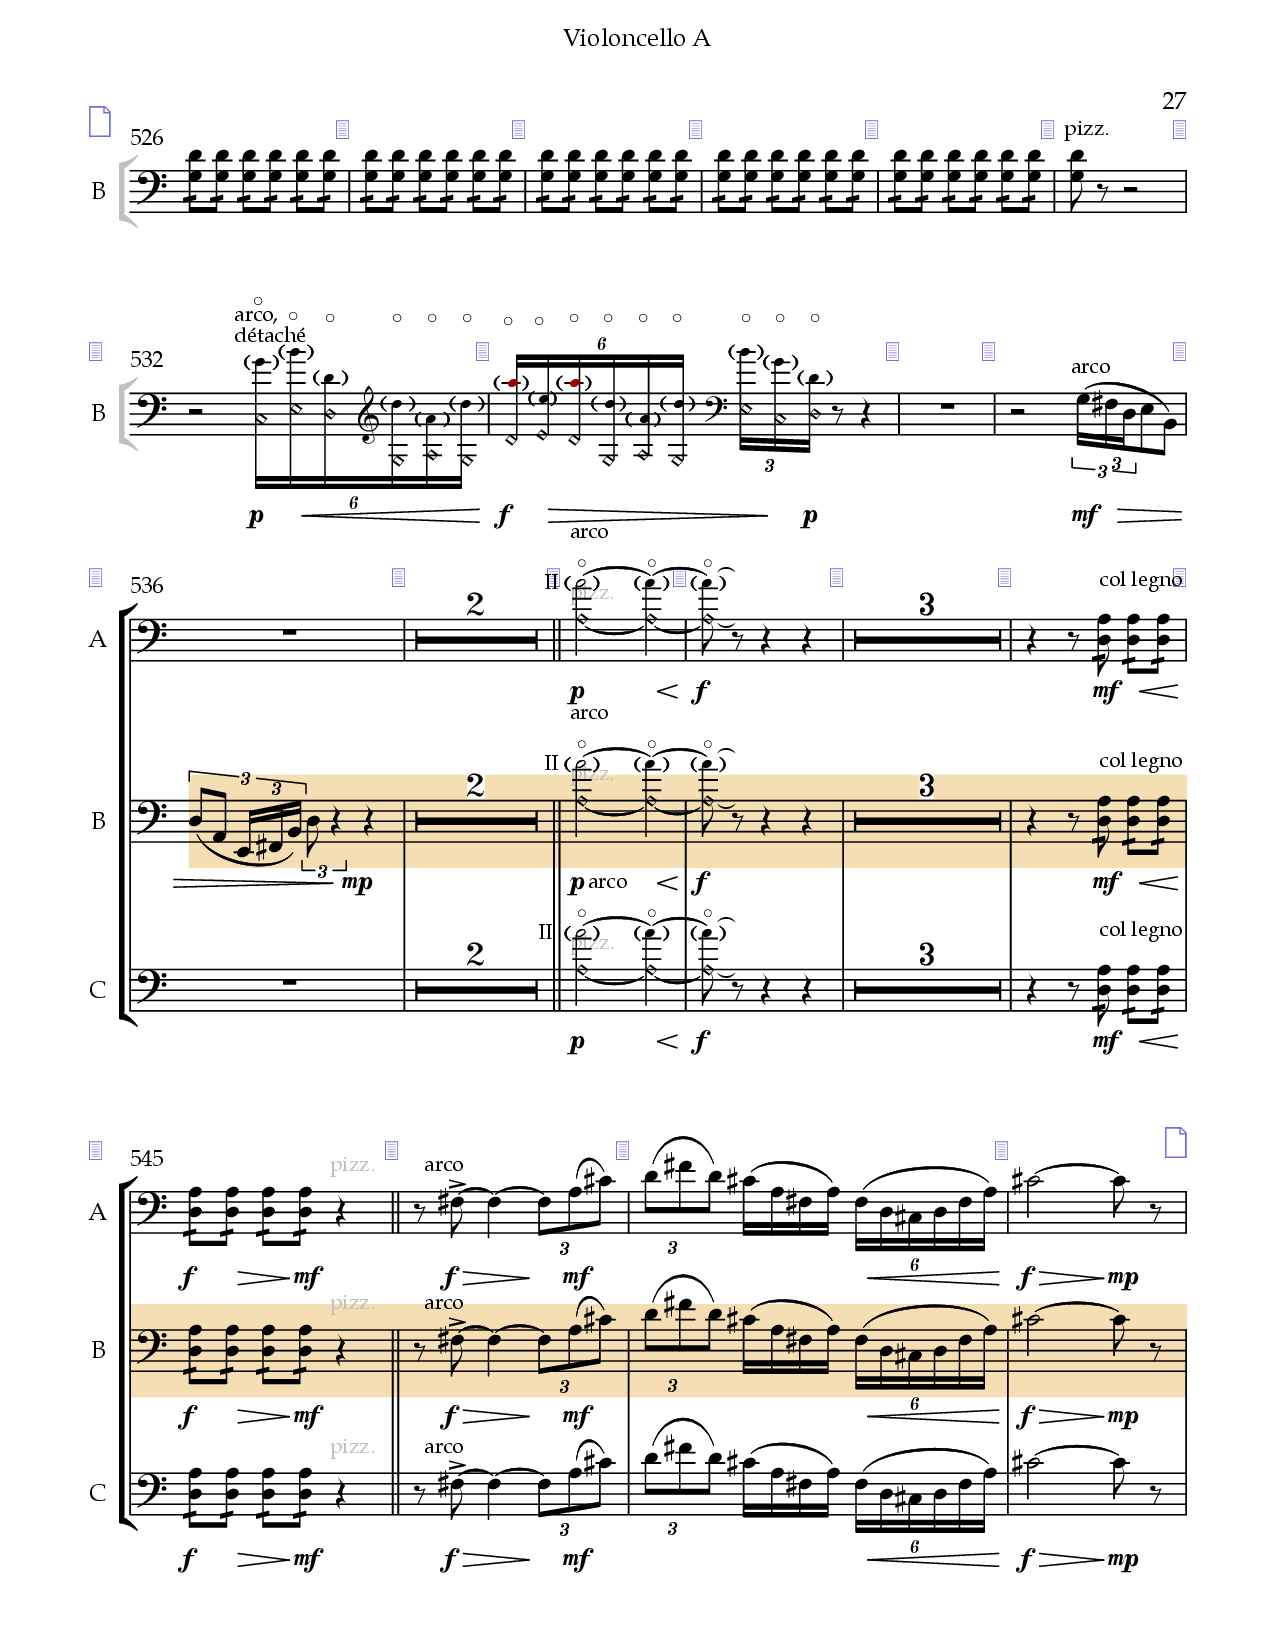 Violoncello A
27
526
pizz.
B
532
arco,
détaché
6
arco
B
6
3
3 3
p f p mf
536
arco
II pizz.
col legno
A
2 3
p f mf
arco
II pizz.
col legno
3 3
B
2 3
3
mp p arco f mf
II pizz.
col legno
C
2 3
p f mf
545
pizz. arco
A
3 3 6
f mf f mf f mp
pizz. arco
B
3 3 6
f mf f mf f mp
pizz. arco
C
3 3 6
f mf f mf f mp